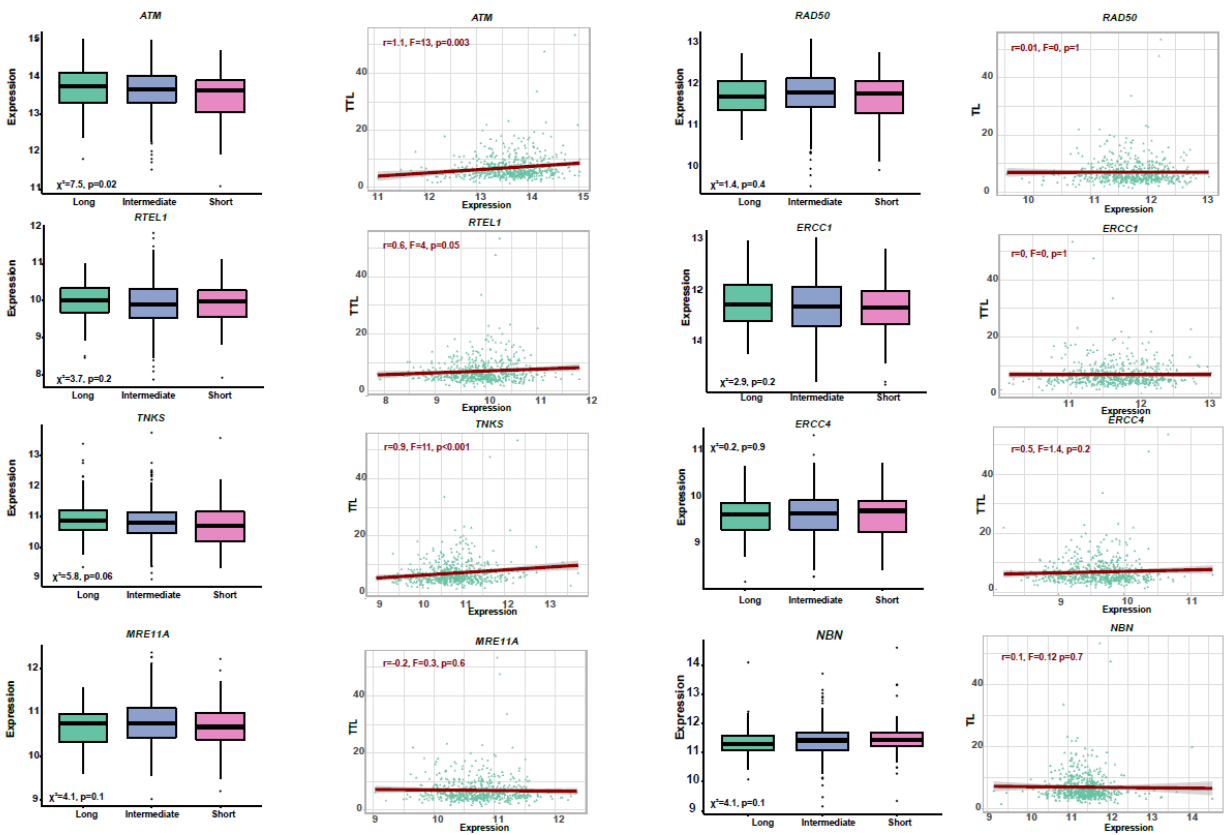 ATM
Expression
15
14
13
11
χ²=7.5, p=0.02
Long Intermediate Short
ATM
r=1.1, F=13, p=0.003
TTL
40
20
0
11 12 13 14 15
Expression
RAD50
Expression
13
12
11
10
χ²=1.4, p=0.4
Long Intermediate Short
RAD50
r=0.01, F=0, p=1
TL
40
20
0
10 11 12 13
Expression
RTEL1
Expression
12
11
10
9
8
χ²=3.7, p=0.2
Long Intermediate Short
RTEL1
r=0.6, F=4, p=0.05
TTL
40
20
0
8 9 10 11 12
Expression
ERCC1
Expression
13
12
14
χ²=2.9, p=0.2
Long Intermediate Short
ERCC1
r=0, F=0, p=1
TTL
40
20
0
11 12 13
Expression
TNKS
Expression
13
12
11
10
9
χ²=5.8, p=0.06
Long Intermediate Short
TNKS
r=0.9, F=11, p<0.001
TTL
40
20
0
9 10 11 12 13
Expression
ERCC4
χ²=0.2, p=0.9
Expression
11
10
9
Long Intermediate Short
ERCC4
r=0.5, F=1.4, p=0.2
TTL
40
20
0
9 10 11
Expression
MRE11A
Expression
12
11
10
9
χ²=4.1, p=0.1
Long Intermediate Short
MRE11A
r=-0.2, F=0.3, p=0.6
TTL
40
20
0
9 10 11 12
Expression
NBN
Expression
14
13
12
11
10
9
χ²=4.1, p=0.1
Long Intermediate Short
NBN
r=0.1, F=0.12 p=0.7
TL
40
20
0
9 10 11 12 13 14
Expression